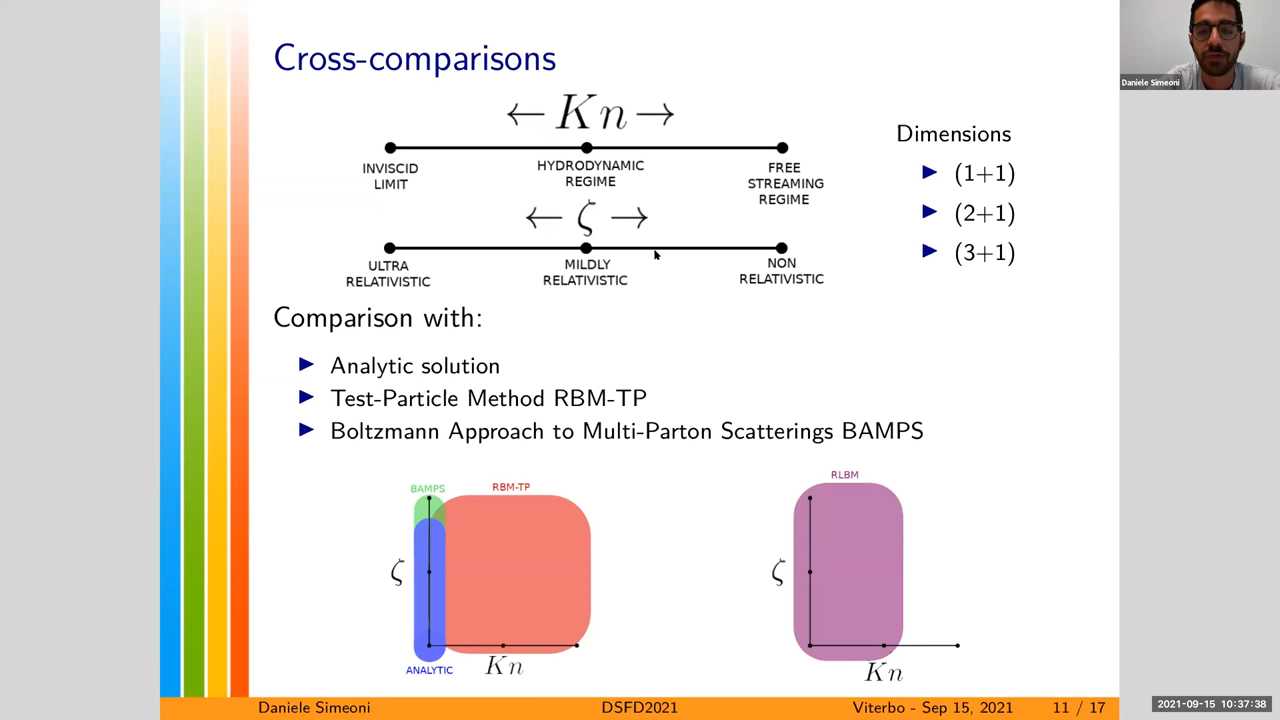 Cross-comparisons
← Kn →
INVISCID
LIMIT
HYDRODYNAMIC
REGIME
FREE
STREAMING
REGIME
← ζ →
ULTRA
RELATIVISTIC
MILDLY
RELATIVISTIC
NON
RELATIVISTIC
Dimensions
▶ (1+1)
▶ (2+1)
▶ (3+1)
Comparison with:
▶ Analytic solution
▶ Test-Particle Method RBM-TP
▶ Boltzmann Approach to Multi-Parton Scatterings BAMPS
BAMPS
RBM-TP
ζ
ANALYTIC
Kn
RLBM
ζ
Kn
Daniele Simeoni
DSFD2021
Viterbo - Sep 15, 2021
11 / 17
Daniele Simeoni
2021-09-15 10:37:38